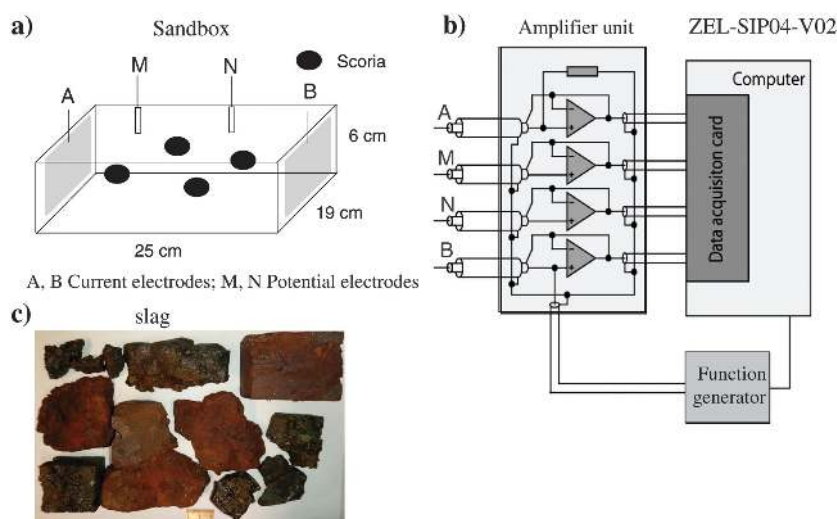 a)
Sandbox
M
N
Scoria
A
B
6 cm
19 cm
25 cm
A, B Current electrodes; M, N Potential electrodes
b)
Amplifier unit
ZEL-SIP04-V02
Computer
A
M
N
B
Data acquisiton card
Function
generator
c)
slag